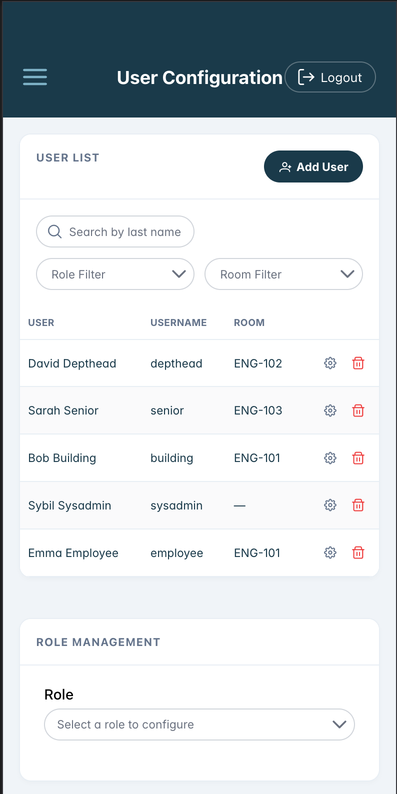 User Configuration Logout
USER LIST
Add User
Search by last name
Role Filter Room Filter
USER USERNAME ROOM
David Depthead depthead ENG-102
Sarah Senior senior ENG-103
Bob Building building ENG-101
Sybil Sysadmin sysadmin —
Emma Employee employee ENG-101
ROLE MANAGEMENT
Role
Select a role to configure